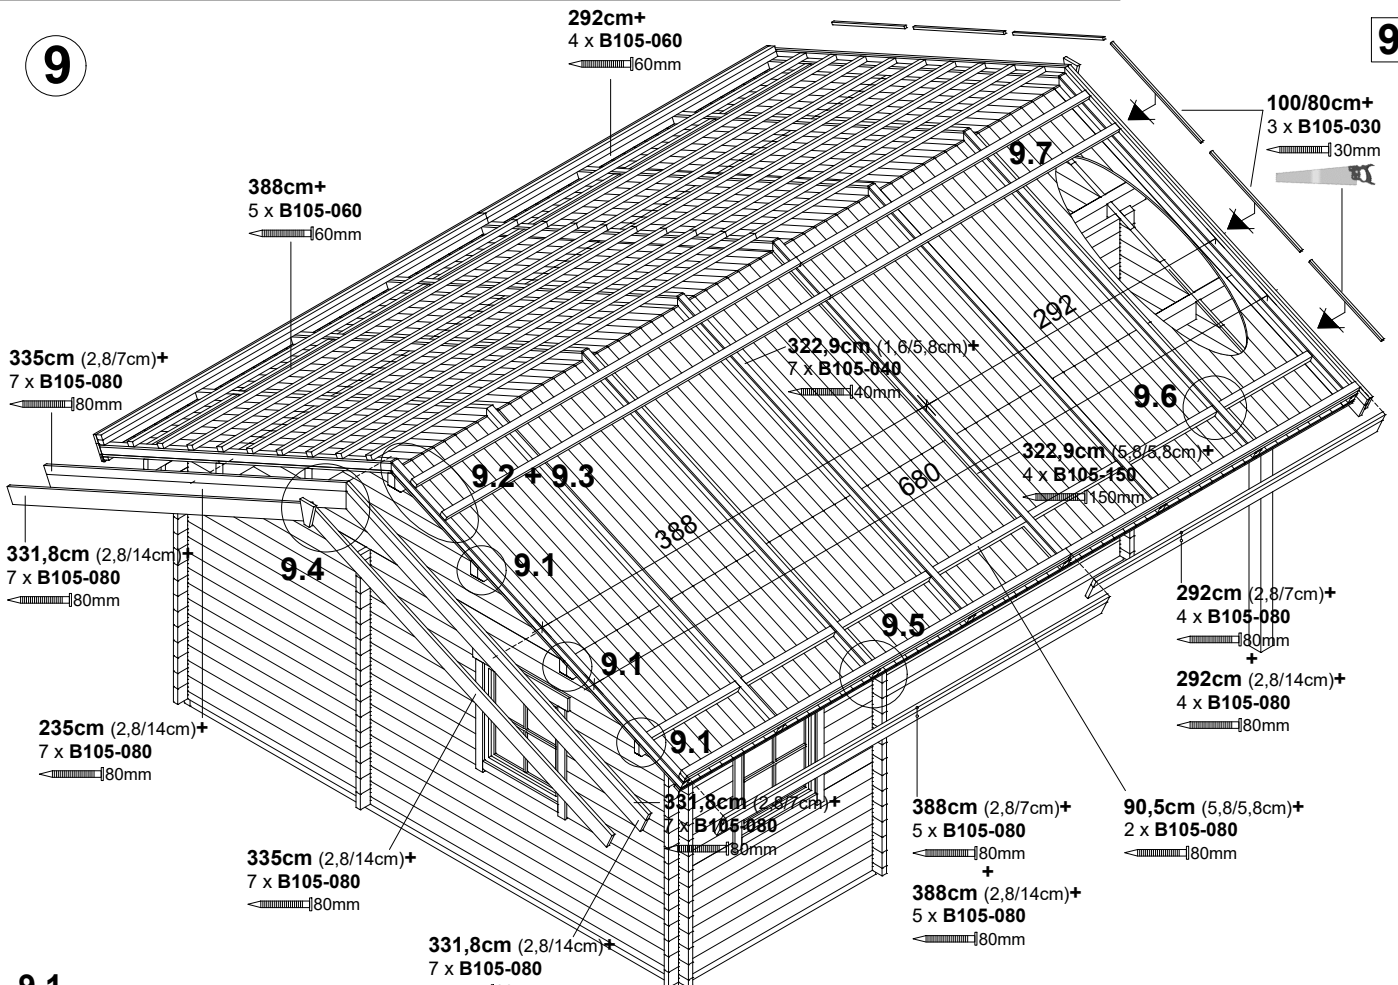 9
292cm+
4 x B105-060
60mm
9
100/80cm+
3 x B105-030
30mm
388cm+
5 x B105-060
60mm
9.7
292
335cm (2,8/7cm)+
7 x B105-080
80mm
322,9cm (1,6/5,8cm)+
7 x B105-040
40mm
9.6
9.2 + 9.3
680
322,9cm (5,8/5,8cm)+
4 x B105-150
150mm
388
331,8cm (2,8/14cm)+
7 x B105-080
80mm
9.4
9.1
9.5
292cm (2,8/7cm)+
4 x B105-080
80mm
+
292cm (2,8/14cm)+
4 x B105-080
80mm
9.1
235cm (2,8/14cm)+
7 x B105-080
80mm
9.1
331,8cm (2,8/7cm)+
7 x B105-080
80mm
388cm (2,8/7cm)+
5 x B105-080
80mm
+
388cm (2,8/14cm)+
5 x B105-080
80mm
90,5cm (5,8/5,8cm)+
2 x B105-080
80mm
335cm (2,8/14cm)+
7 x B105-080
80mm
331,8cm (2,8/14cm)+
7 x B105-080
9.1